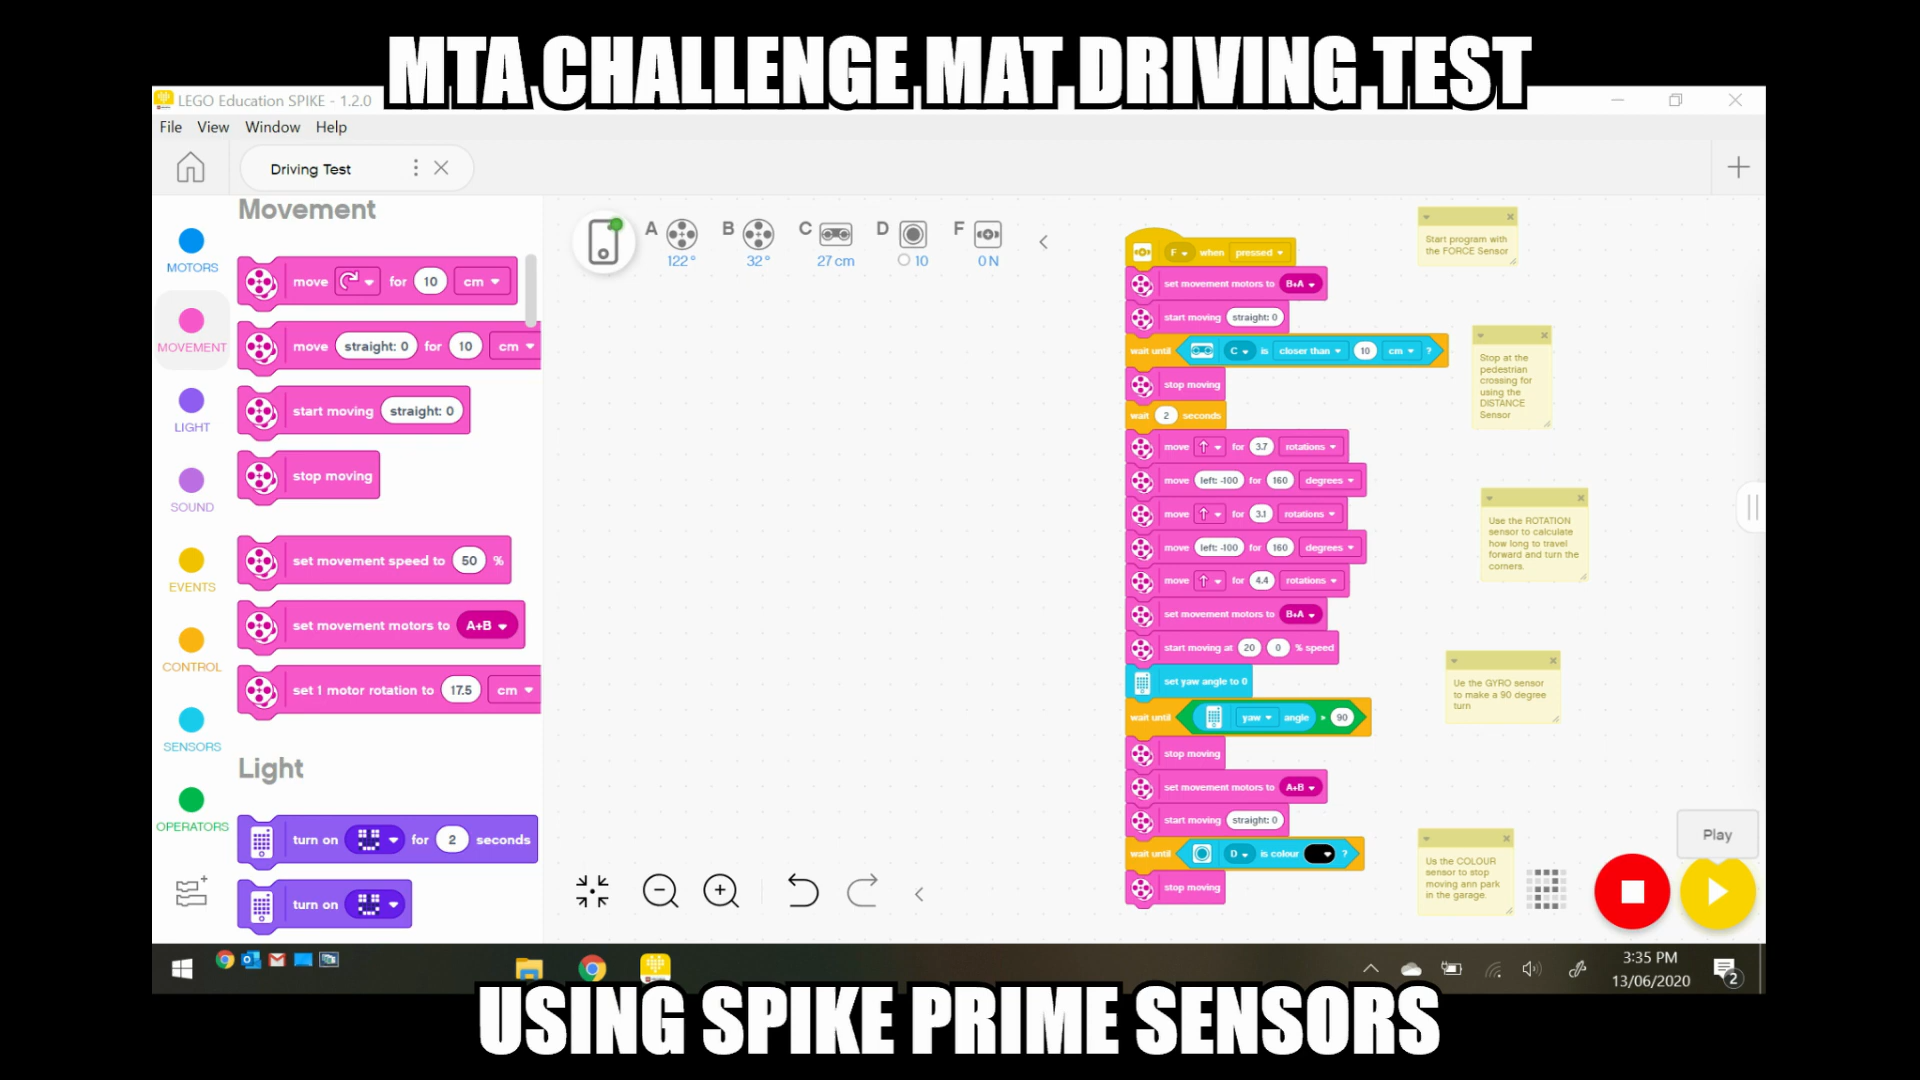 MTA CHALLENGE MAT DRIVING TEST
LEGO Education SPIKE - 1.2.0
File View Window Help
Driving Test
MOTORS
MOVEMENT
LIGHT
SOUND
EVENTS
CONTROL
SENSORS
OPERATORS
Movement
move for 10 cm
move straight: 0 for 10 cm
start moving straight: 0
stop moving
set movement speed to 50 %
set movement motors to A+B
set 1 motor rotation to 17.5 cm
Light
turn on for 2 seconds
turn on
A 122° B 32° C 27 cm D 10 F 0 N
F when pressed
set movement motors to B+A
start moving straight: 0
wait until C is closer than 10 cm ?
stop moving
wait 2 seconds
move for 3.7 rotations
move left: -100 for 160 degrees
move for 3.1 rotations
move left: -100 for 160 degrees
move for 4.4 rotations
set movement motors to B+A
start moving at 20 0 % speed
set yaw angle to 0
wait until yaw angle > 90
stop moving
set movement motors to A+B
start moving straight: 0
wait until D is colour ?
stop moving
Start program with
the FORCE Sensor
Stop at the
pedestrian
crossing for
using the
DISTANCE
Sensor
Use the ROTATION
sensor to calculate
how long to travel
forward and turn the
corners.
Ue the GYRO sensor
to make a 90 degree
turn
Us the COLOUR
sensor to stop
moving ann park
in the garage.
Play
3:35 PM
13/06/2020
2
USING SPIKE PRIME SENSORS